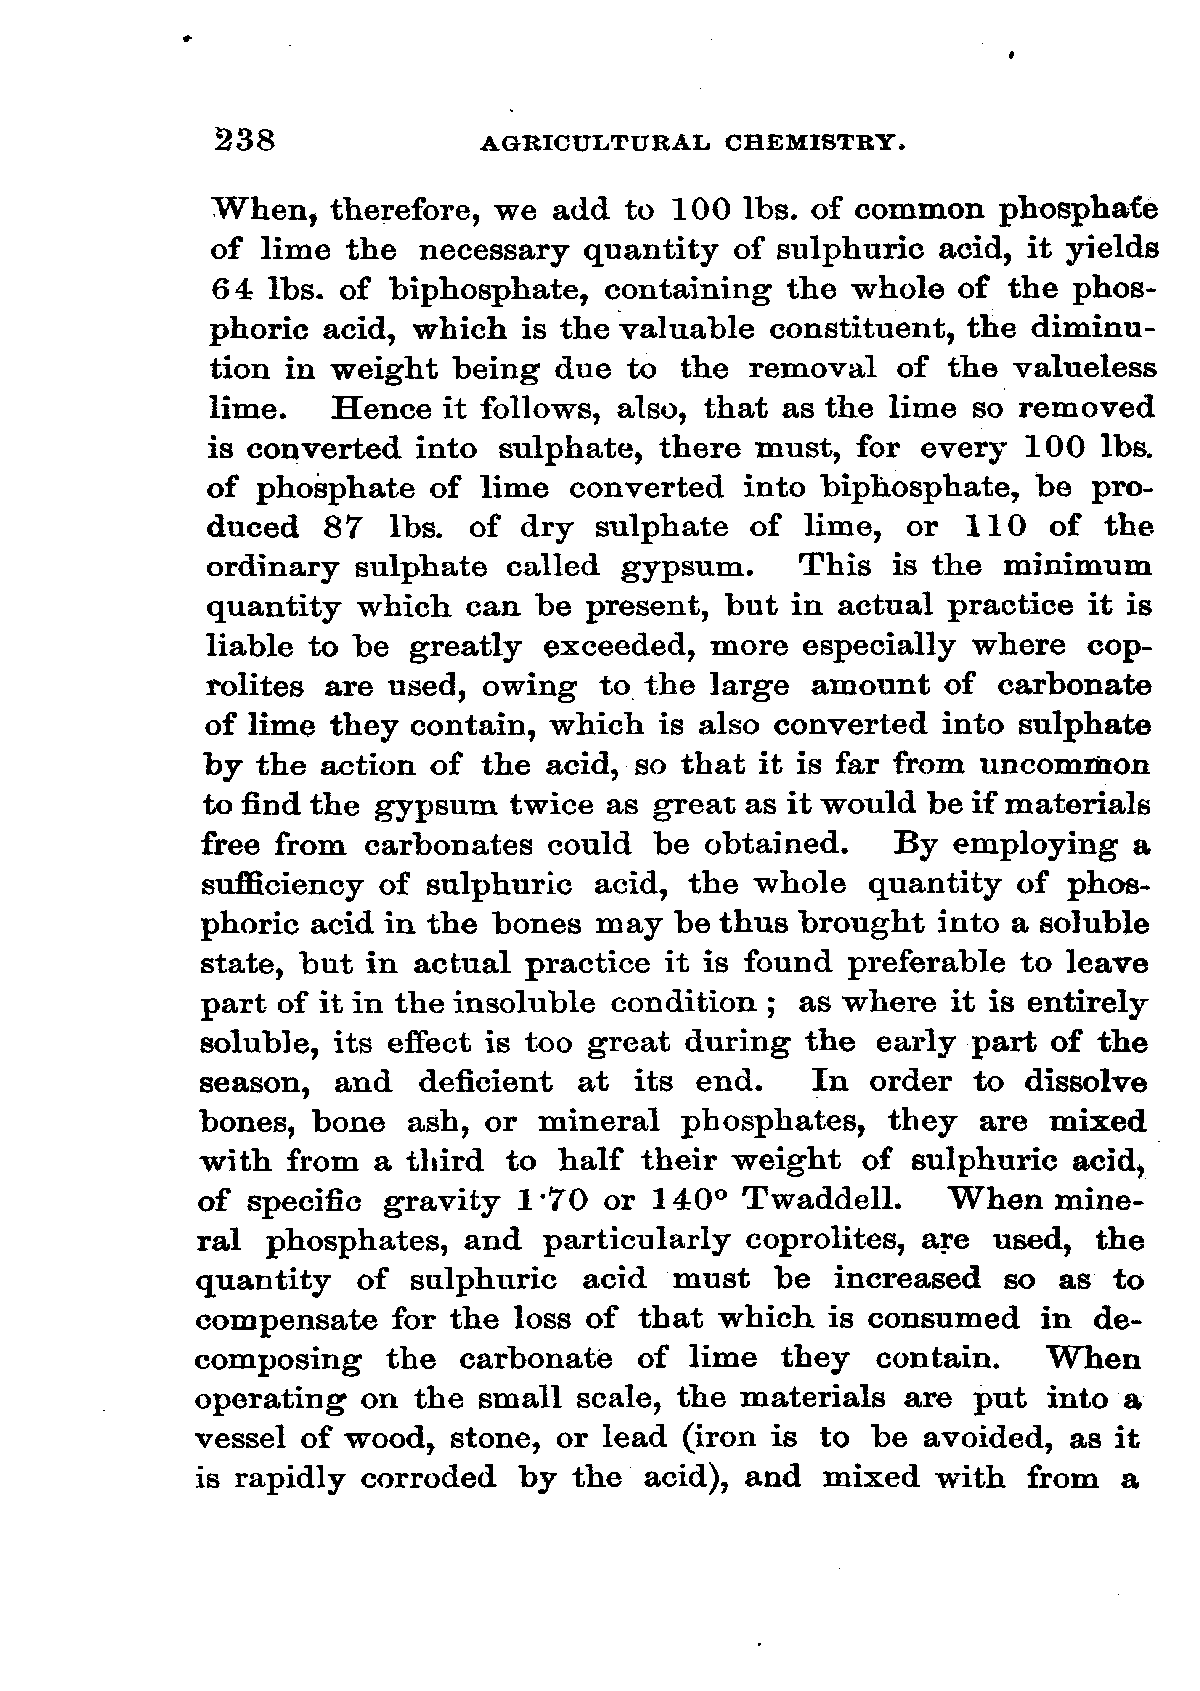 238 AGRICULTURAL CHEMISTRY.
When, therefore, we add to 100 lbs. of common phosphate
of lime the necessary quantity of sulphuric acid, it yields
64 lbs. of biphosphate, containing the whole of the phos-
phoric acid, which is the valuable constituent, the diminu-
tion in weight being due to the removal of the valueless
lime. Hence it follows, also, that as the lime so removed
is converted into sulphate, there must, for every 100 lbs.
of phosphate of lime converted into biphosphate, be pro-
duced 87 lbs. of dry sulphate of lime, or 110 of the
ordinary sulphate called gypsum. This is the minimum
quantity which can be present, but in actual practice it is
liable to be greatly exceeded, more especially where cop-
rolites are used, owing to the large amount of carbonate
of lime they contain, which is also converted into sulphate
by the action of the acid, so that it is far from uncommon
to find the gypsum twice as great as it would be if materials
free from carbonates could be obtained. By employing a
sufficiency of sulphuric acid, the whole quantity of phos-
phoric acid in the bones may be thus brought into a soluble
state, but in actual practice it is found preferable to leave
part of it in the insoluble condition ; as where it is entirely
soluble, its effect is too great during the early part of the
season, and deficient at its end. In order to dissolve
bones, bone ash, or mineral phosphates, they are mixed
with from a third to half their weight of sulphuric acid,
of specific gravity 1·70 or 140° Twaddell. When mine-
ral phosphates, and particularly coprolites, are used, the
quantity of sulphuric acid must be increased so as to
compensate for the loss of that which is consumed in de-
composing the carbonate of lime they contain. When
operating on the small scale, the materials are put into a
vessel of wood, stone, or lead (iron is to be avoided, as it
is rapidly corroded by the acid), and mixed with from a